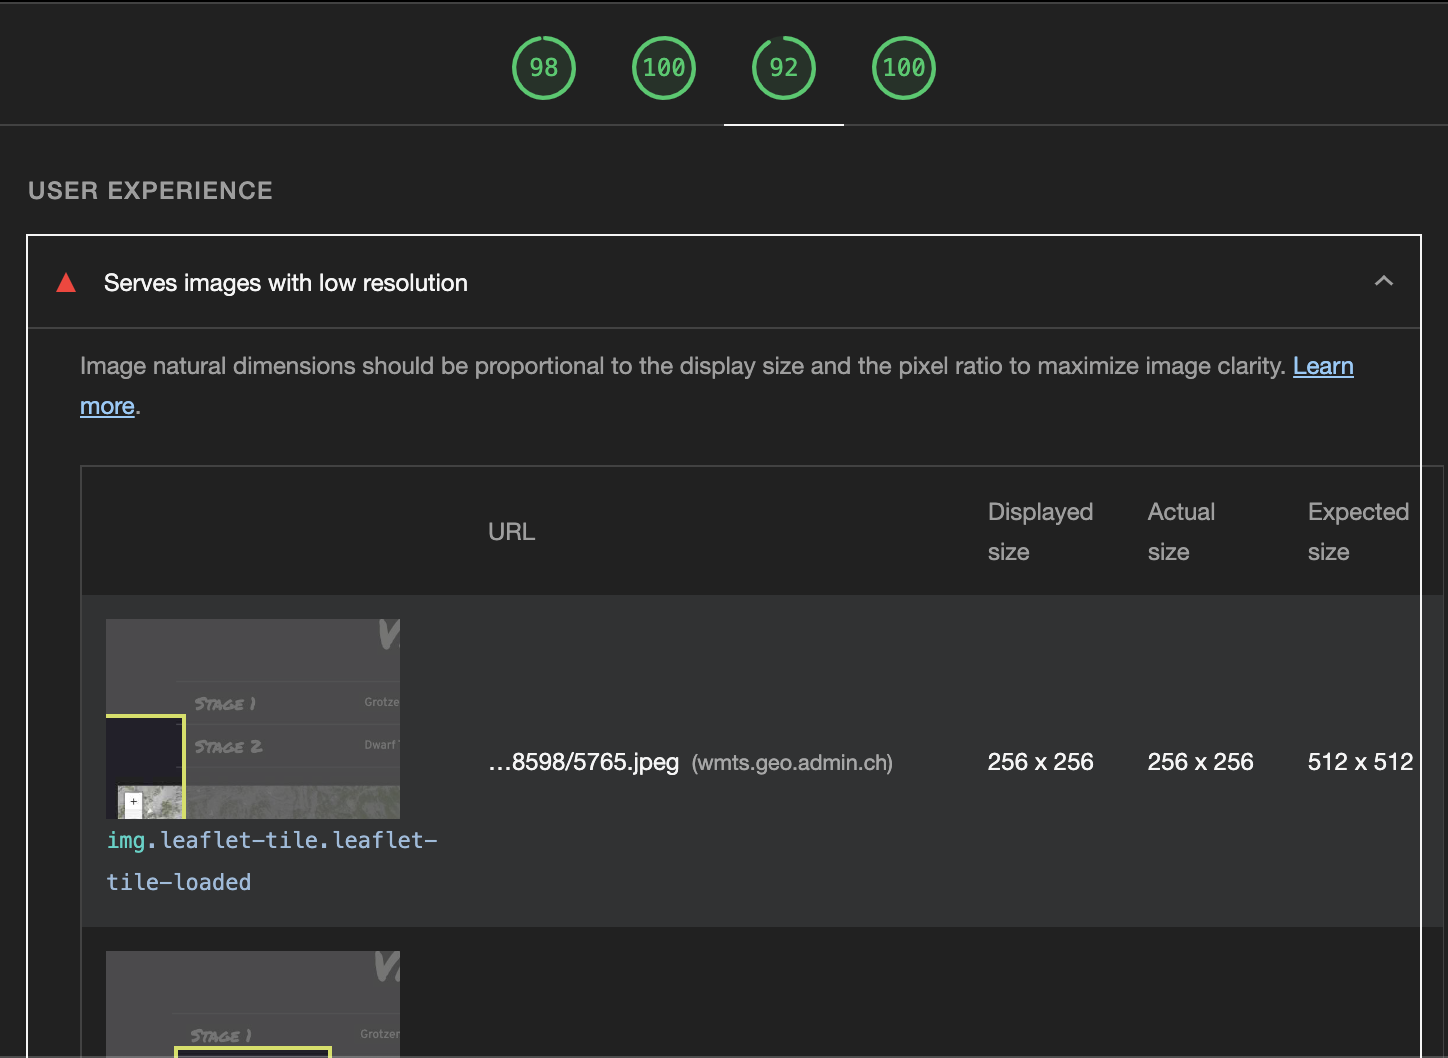 98 100 92 100
USER EXPERIENCE
Serves images with low resolution
Image natural dimensions should be proportional to the display size and the pixel ratio to maximize image clarity. Learn
more.
URL
Displayed
size
Actual
size
Expected
size
Stage 1
Grotze
Stage 2
Dwarf
+
...8598/5765.jpeg (wmts.geo.admin.ch)
256 x 256
256 x 256
512 x 512
img.leaflet-tile.leaflet-
tile-loaded
Stage 1
Grotzer